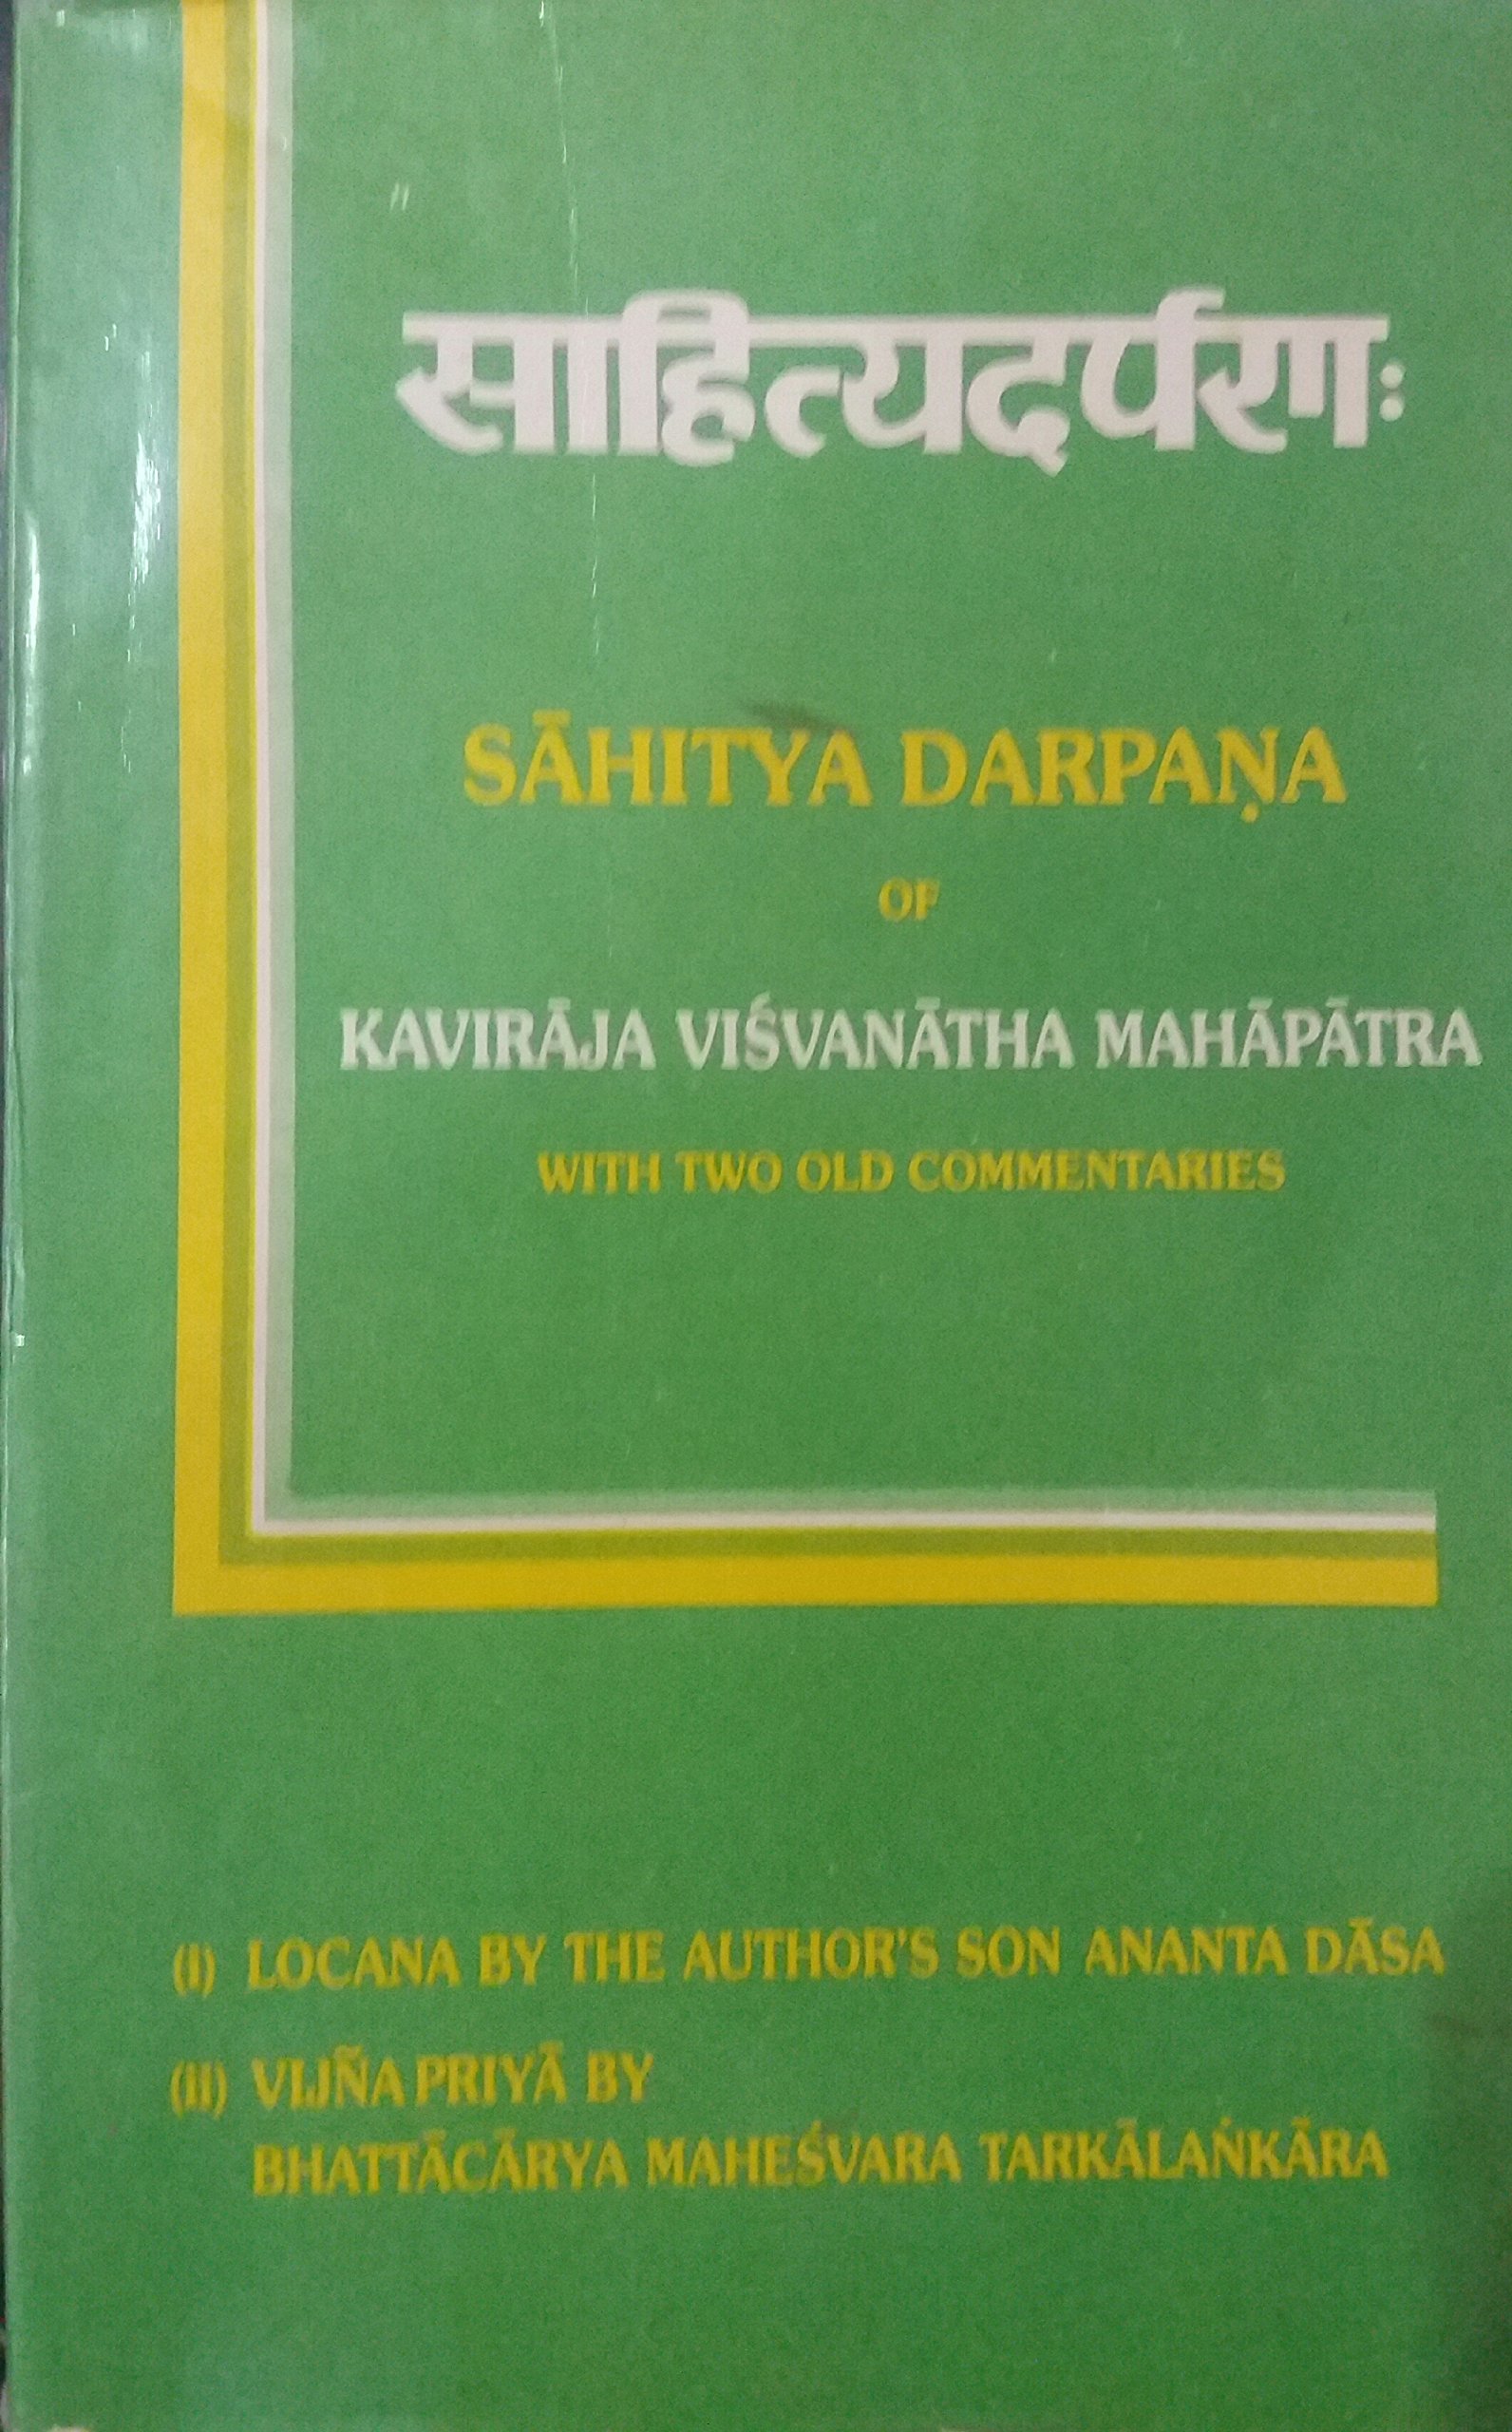 साहित्यदर्पणः
SĀHITYA DARPAṆA
OF
KAVIRĀJA VIŚVANĀTHA MAHĀPĀTRA
WITH TWO OLD COMMENTARIES
(I) LOCANA BY THE AUTHOR'S SON ANANTA DĀSA
(II) VIJÑA PRIYĀ BY
BHATTĀCĀRYA MAHEŚVARA TARKĀLAṄKĀRA